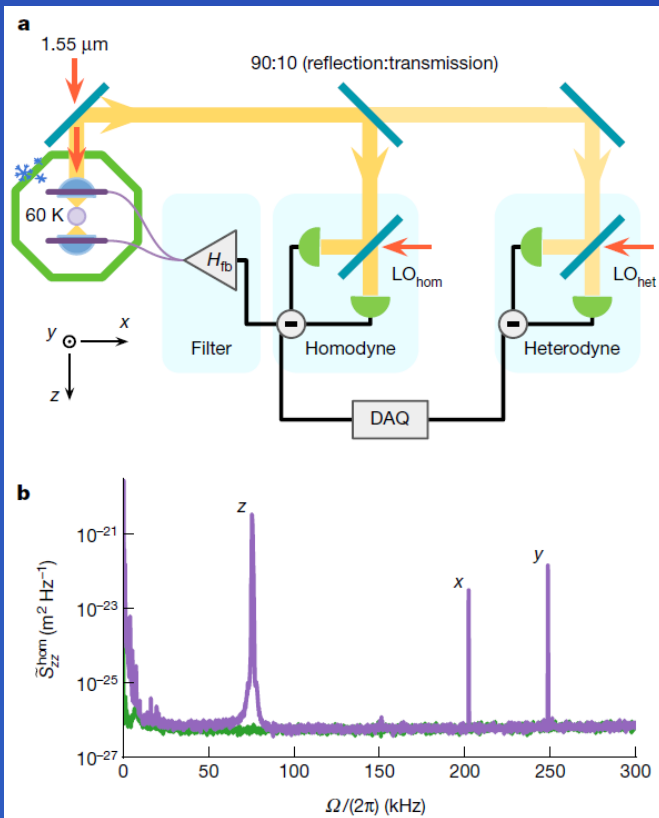 a
1.55 μm
90:10 (reflection:transmission)
60 K
H_fb
LO_hom
LO_het
y
x
z
Filter
Homodyne
Heterodyne
DAQ
b
z
x
y
10⁻²¹
10⁻²³
10⁻²⁵
10⁻²⁷
S̃_zz^hom (m² Hz⁻¹)
0 50 100 150 200 250 300
Ω/(2π) (kHz)